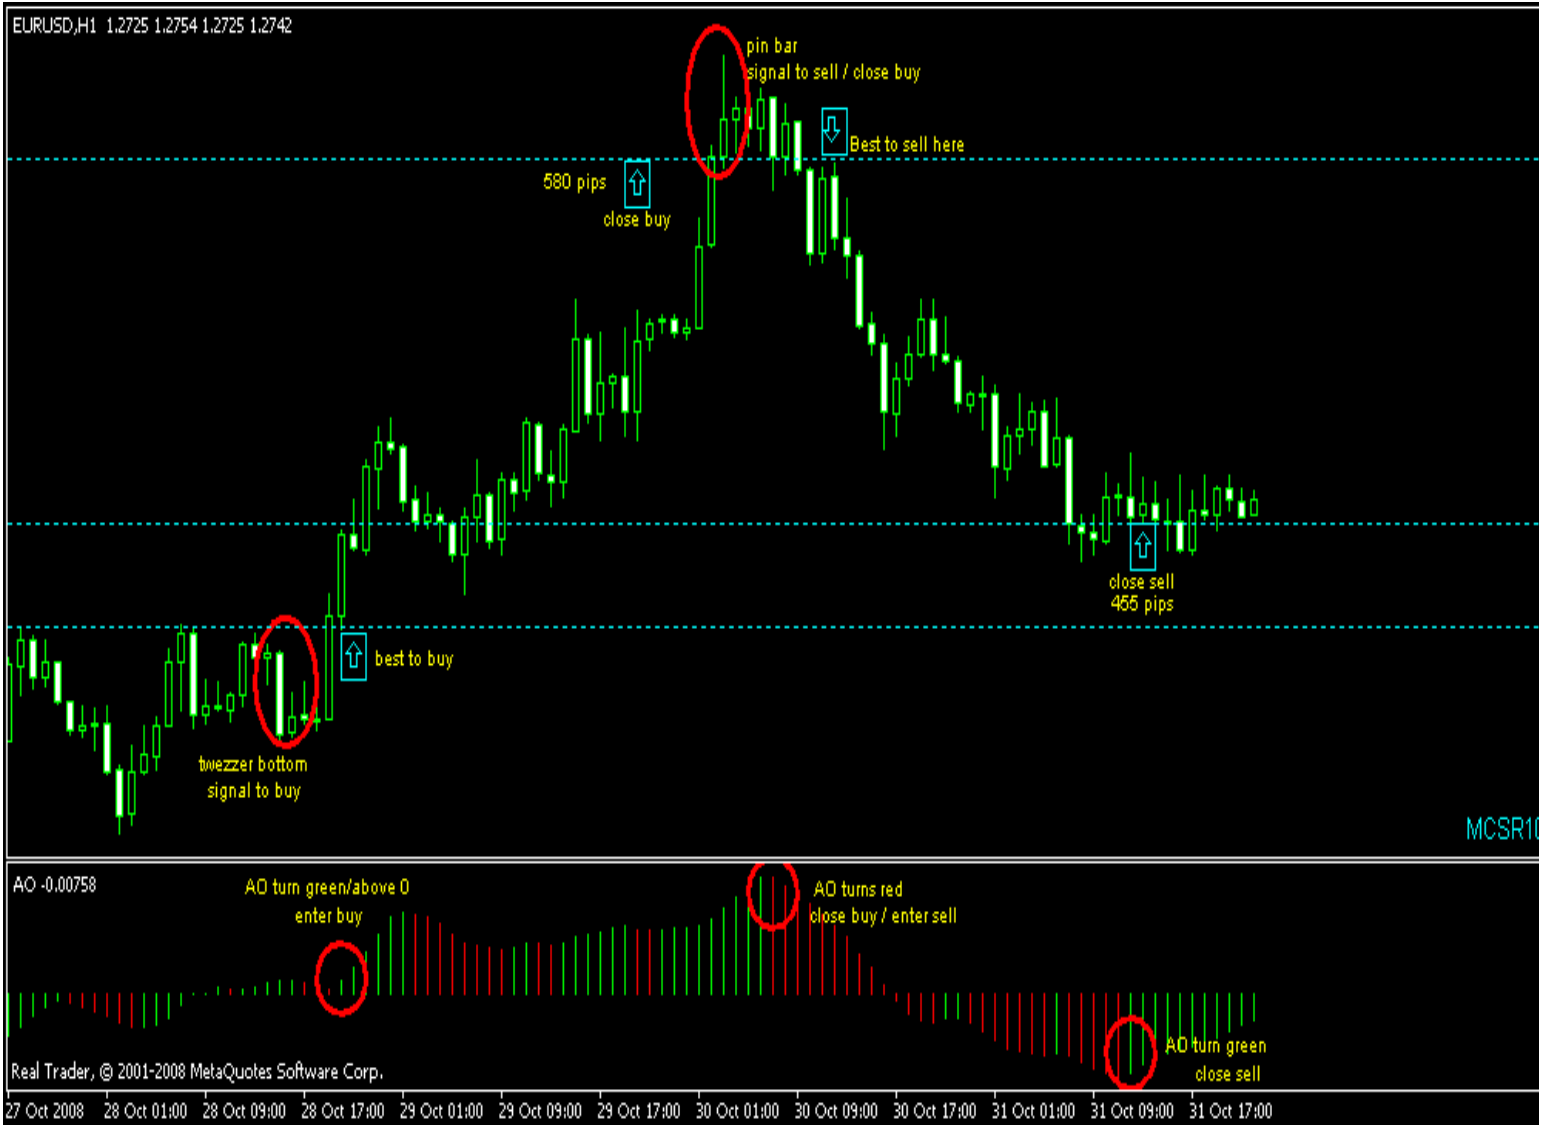 EURUSD,H1 1.2725 1.2754 1.2725 1.2742
pin bar
signal to sell / close buy
Best to sell here
580 pips
close buy
best to buy
close sell
455 pips
twezzer bottom
signal to buy
MCSR10
AO -0.00758
AO turn green/above 0
enter buy
AO turns red
close buy / enter sell
AO turn green
close sell
Real Trader, © 2001-2008 MetaQuotes Software Corp.
27 Oct 2008 28 Oct 01:00 28 Oct 09:00 28 Oct 17:00 29 Oct 01:00 29 Oct 09:00 29 Oct 17:00 30 Oct 01:00 30 Oct 09:00 30 Oct 17:00 31 Oct 01:00 31 Oct 09:00 31 Oct 17:00